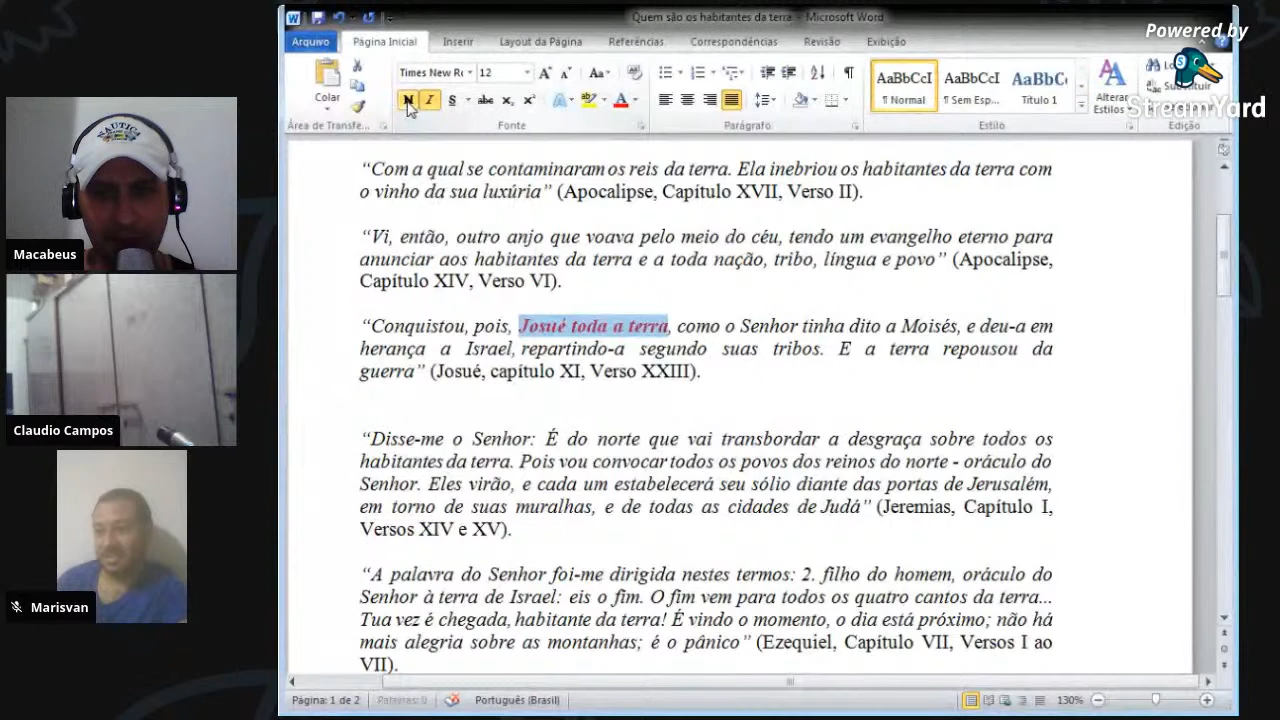 Quem são os habitantes da terra - Microsoft Word
Powered by
StreamYard
Arquivo
Página Inicial
Inserir
Layout da Página
Referências
Correspondências
Revisão
Exibição
Colar
Times New Ro
12
Aa
N
I
S
abc
AaBbCcI
AaBbCcI
AaBbC
¶ Normal
¶ Sem Esp...
Título 1
Alterar
Estilos
Substituir
Área de Transfe...
Fonte
Parágrafo
Estilo
Edição
“Com a qual se contaminaram os reis da terra. Ela inebriou os habitantes da terra com
o vinho da sua luxúria” (Apocalipse, Capítulo XVII, Verso II).
“Vi, então, outro anjo que voava pelo meio do céu, tendo um evangelho eterno para
anunciar aos habitantes da terra e a toda nação, tribo, língua e povo” (Apocalipse,
Capítulo XIV, Verso VI).
“Conquistou, pois, Josué toda a terra, como o Senhor tinha dito a Moisés, e deu-a em
herança a Israel, repartindo-a segundo suas tribos. E a terra repousou da
guerra” (Josué, capítulo XI, Verso XXIII).
“Disse-me o Senhor: É do norte que vai transbordar a desgraça sobre todos os
habitantes da terra. Pois vou convocar todos os povos dos reinos do norte - oráculo do
Senhor. Eles virão, e cada um estabelecerá seu sólio diante das portas de Jerusalém,
em torno de suas muralhas, e de todas as cidades de Judá” (Jeremias, Capítulo I,
Versos XIV e XV).
“A palavra do Senhor foi-me dirigida nestes termos: 2. filho do homem, oráculo do
Senhor à terra de Israel: eis o fim. O fim vem para todos os quatro cantos da terra...
Tua vez é chegada, habitante da terra! É vindo o momento, o dia está próximo; não há
mais alegria sobre as montanhas; é o pânico” (Ezequiel, Capítulo VII, Versos I ao
VII).
Página: 1 de 2
Palavras: 0
Português (Brasil)
130%
NAUTICA
Macabeus
Claudio Campos
Marisvan